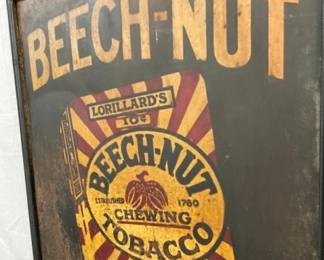 BEECH-NUT
LORILLARD'S
10¢
BEECH-NUT
ESTABLISHED 1760
CHEWING
TOBACCO